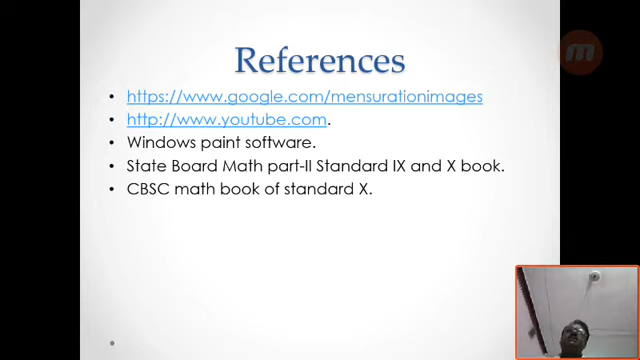 References
• https://www.google.com/mensurationimages
• http://www.youtube.com.
• Windows paint software.
• State Board Math part-II Standard IX and X book.
• CBSC math book of standard X.